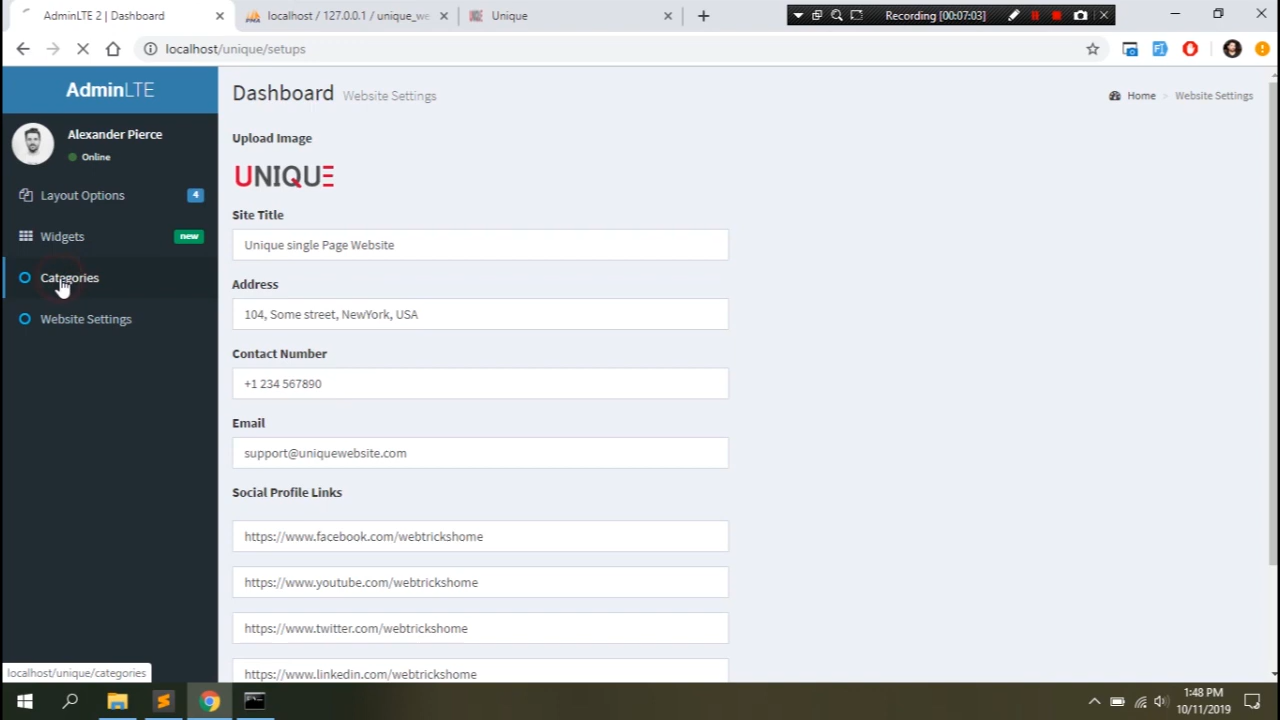 AdminLTE 2 | Dashboard
localhost / 127.0.0.1 / unique_we
Unique
Recording [00:07:03]
localhost/unique/setups
AdminLTE
Dashboard Website Settings
Home > Website Settings
Alexander Pierce
Online
Layout Options 4
Widgets new
Categories
Website Settings
Upload Image
UNIQUE
Site Title
Unique single Page Website
Address
104, Some street, NewYork, USA
Contact Number
+1 234 567890
Email
support@uniquewebsite.com
Social Profile Links
https://www.facebook.com/webtrickshome
https://www.youtube.com/webtrickshome
https://www.twitter.com/webtrickshome
https://www.linkedin.com/webtrickshome
localhost/unique/categories
1:48 PM
10/11/2019